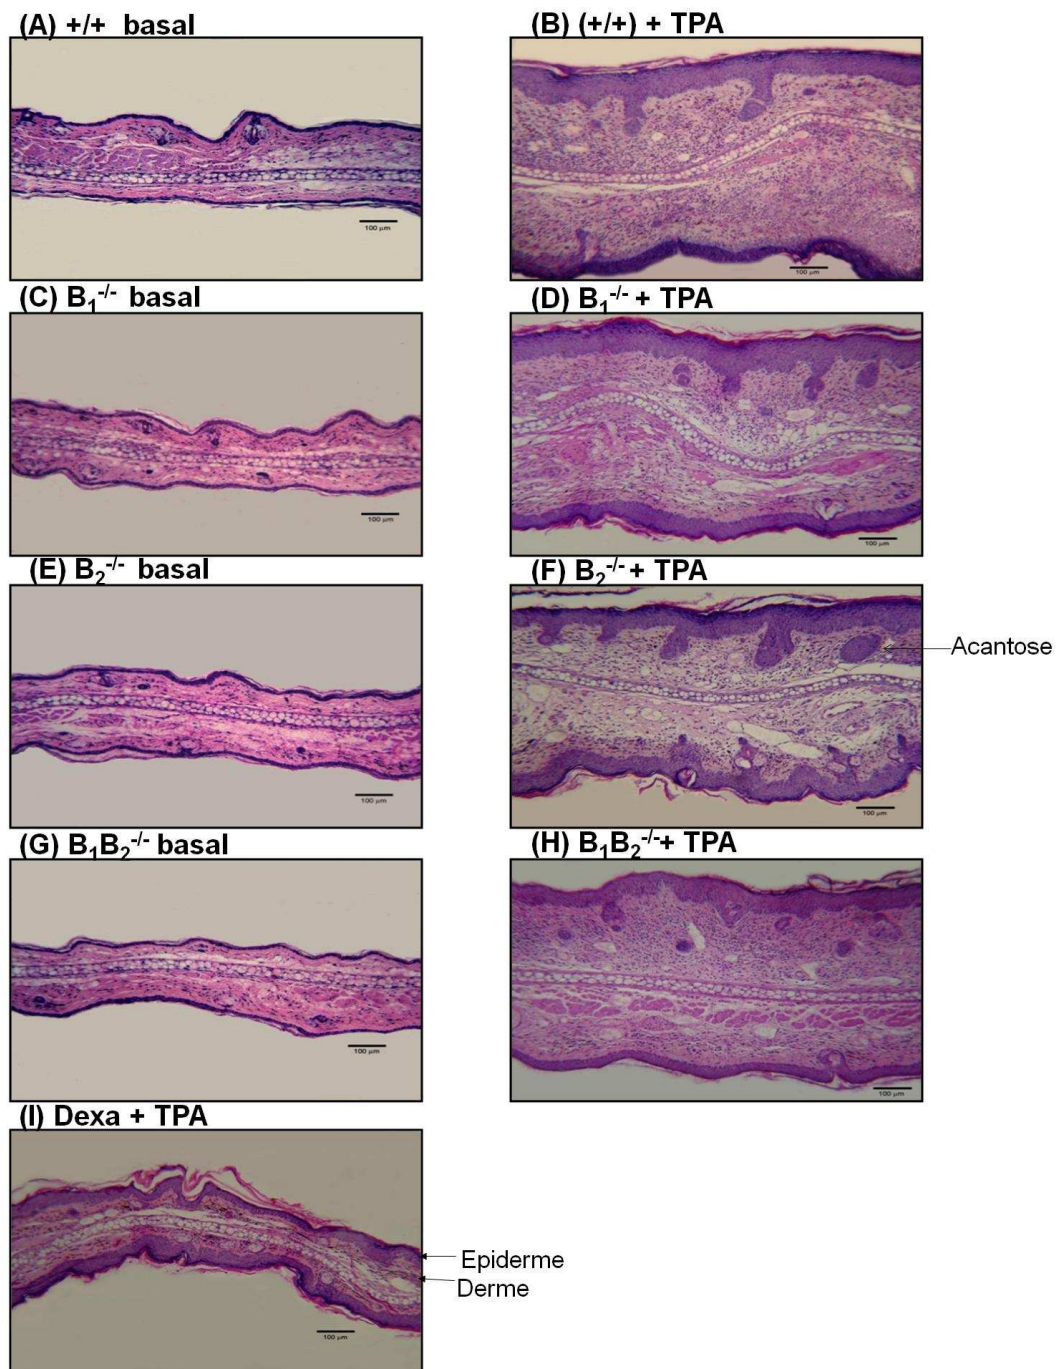 (A) +/+ basal
(B) (+/+) + TPA
100 µm
100 µm
(C) B₁⁻/⁻ basal
(D) B₁⁻/⁻ + TPA
100 µm
100 µm
(E) B₂⁻/⁻ basal
(F) B₂⁻/⁻ + TPA
Acantose
100 µm
100 µm
(G) B₁B₂⁻/⁻ basal
(H) B₁B₂⁻/⁻+ TPA
100 µm
100 µm
(I) Dexa + TPA
Epiderme
Derme
100 µm